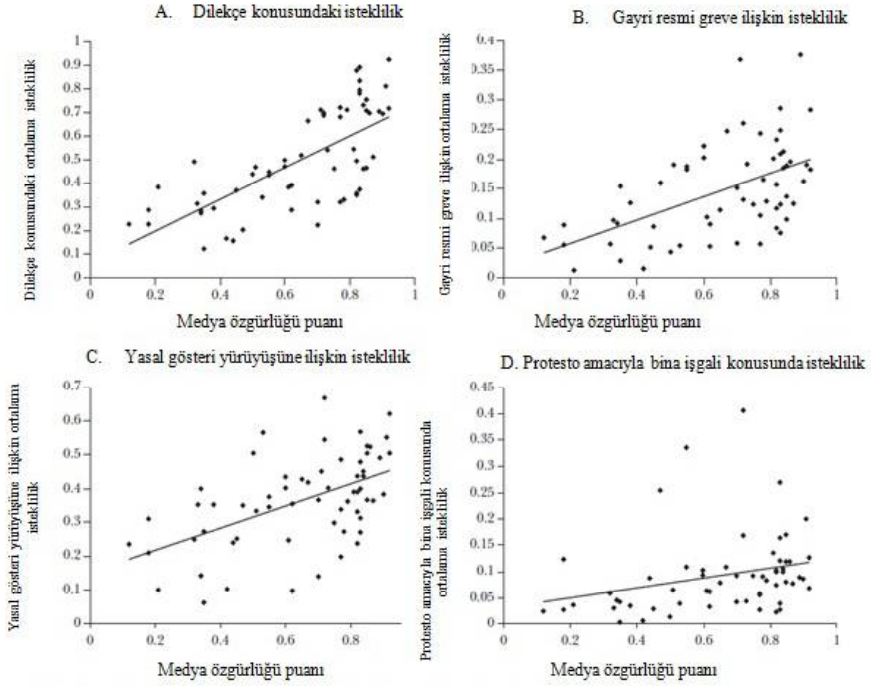 A. Dilekçe konusundaki isteklilik
Dilekçe konusundaki ortalama isteklilik
1
0.9
0.8
0.7
0.6
0.5
0.4
0.3
0.2
0.1
0
0 0.2 0.4 0.6 0.8 1
Medya özgürlüğü puanı
B. Gayri resmi greve ilişkin isteklilik
Gayri resmi greve ilişkin ortalama isteklilik
0.4
0.35
0.3
0.25
0.2
0.15
0.1
0.05
0
0 0.2 0.4 0.6 0.8 1
Medya özgürlüğü puanı
C. Yasal gösteri yürüyüşüne ilişkin isteklilik
Yasal gösteri yürüyüşüne ilişkin ortalama
isteklilik
0.7
0.6
0.5
0.4
0.3
0.2
0.1
0
0 0.2 0.4 0.6 0.8 1
Medya özgürlüğü puanı
D. Protesto amacıyla bina işgali konusunda isteklilik
Protesto amacıyla bina işgali konusunda
ortalama isteklilik
0.45
0.4
0.35
0.3
0.25
0.2
0.15
0.1
0.05
0
0 0.2 0.4 0.6 0.8 1
Medya özgürlüğü puanı